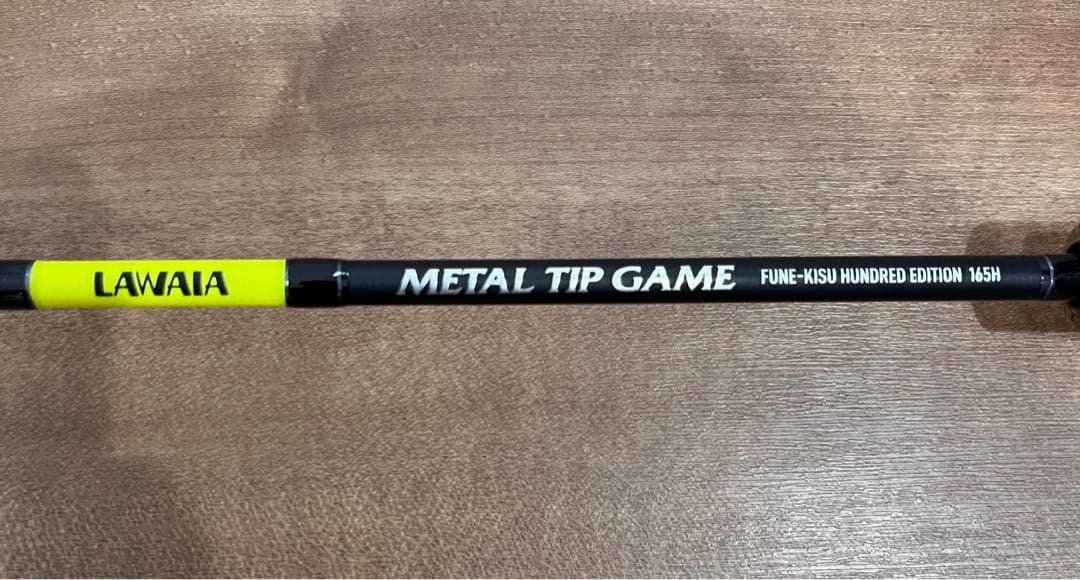 LAWAIA METAL TIP GAME FUNE-KISU HUNDRED EDITION 165H